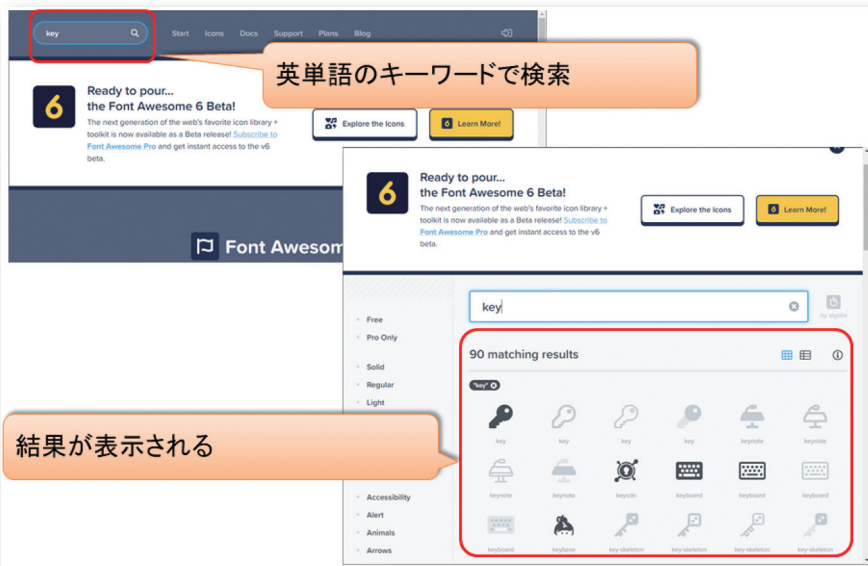 key
Start Icons Docs Support Plans Blog
英単語のキーワードで検索
6
Ready to pour...
the Font Awesome 6 Beta!
The next generation of the web's favorite icon library +
toolkit is now available as a Beta release! Subscribe to
Font Awesome Pro and get instant access to the v6
beta.
Explore the Icons
6 Learn More!
Font Awesom
6
Ready to pour...
the Font Awesome 6 Beta!
The next generation of the web's favorite icon library +
toolkit is now available as a Beta release! Subscribe to
Font Awesome Pro and get instant access to the v6
beta.
Explore the Icons
6 Learn More!
key
by algolia
Free
Pro Only
Solid
Regular
Light
90 matching results
"key"
key key key key keynote keynote
結果が表示される
keynote keynote keycdn keyboard keyboard keyboard
Accessibility
Alert
Animals
Arrows
keyboard keybase key-skeleton key-skeleton key-skeleton key-skeleton